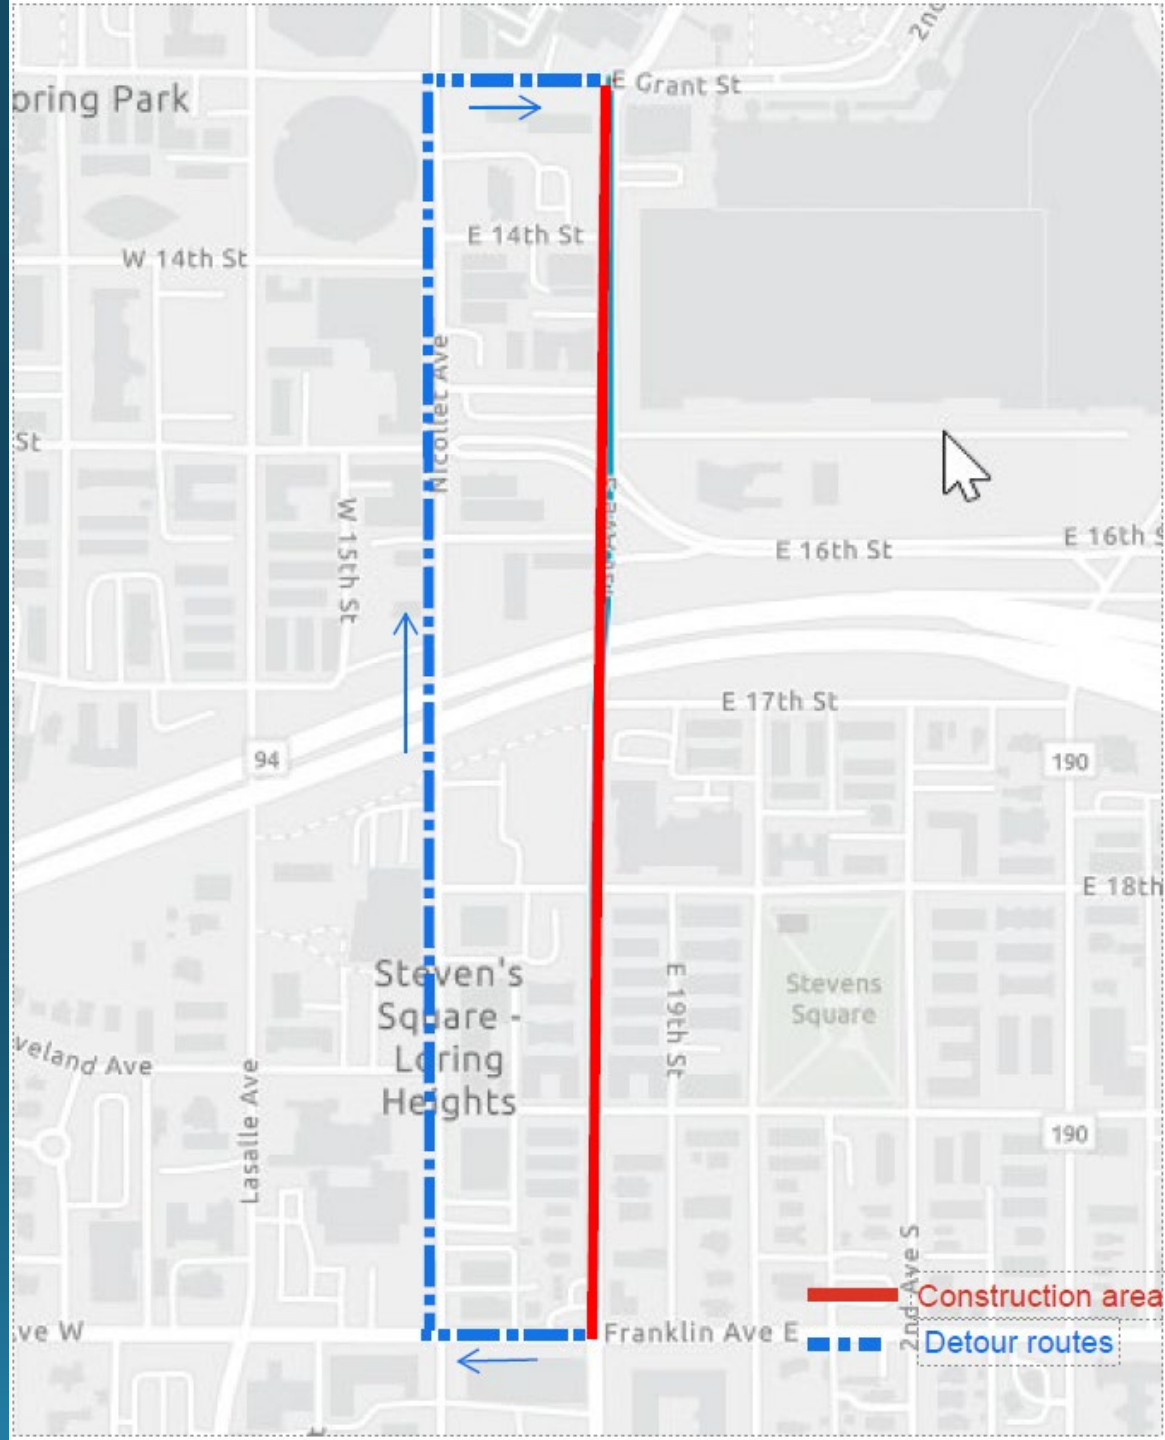 2nd
E Grant St
pring Park
E 14th St
W 14th St
Nicollet Ave
St
W 15th St
E 16th St
E 16th S
E 17th St
94
190
E 18th
Steven's
Square -
Loring
Heights
E 19th St
Stevens
Square
veland Ave
Lasalle Ave
190
2nd Ave S
Construction area
ve W
Franklin Ave E
Detour routes